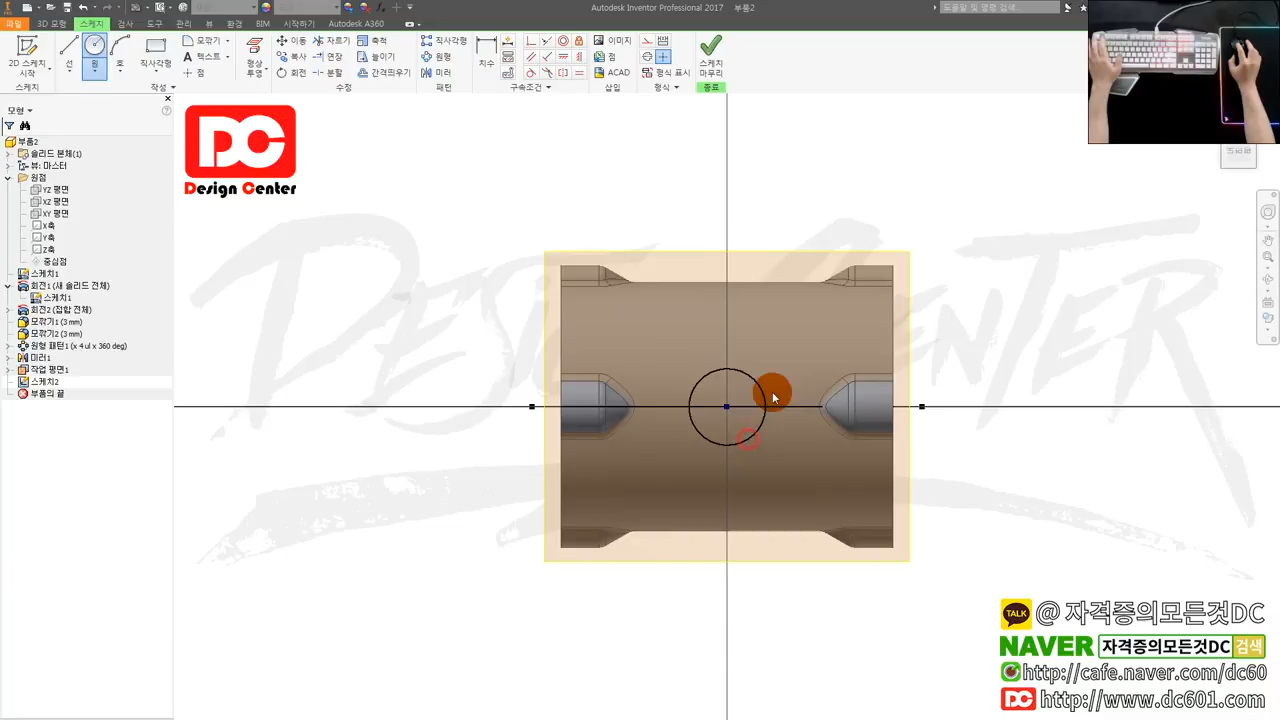 Autodesk Inventor Professional 2017 부품2
도움말 및 명령 검색...
파일 3D 모형 스케치 검사 도구 관리 뷰 환경 BIM 시작하기 Autodesk A360
2D 스케치 시작
선
원
호
직사각형
모깎기
텍스트
점
형상 투영
이동 자르기 축척
복사 연장 늘이기
회전 분할 간격띄우기
직사각형
원형
미러
치수
이미지
점
ACAD
형식 표시
스케치 마무리
스케치 작성 수정 패턴 구속조건 삽입 형식 종료
모형
부품2
솔리드 본체(1)
뷰: 마스터
원점
YZ 평면
XZ 평면
XY 평면
X축
Y축
Z축
중심점
스케치1
회전1 (새 솔리드 전체)
스케치1
회전2 (접합 전체)
모깎기1 (3 mm)
모깎기2 (3 mm)
원형 패턴1 (x 4 ul x 360 deg)
미러1
작업 평면1
스케치2
부품의 끝
DC
Design Center
DESIGN CENTER
TALK @ 자격증의모든것DC
NAVER 자격증의모든것DC 검색
http://cafe.naver.com/dc60
DC http://www.dc601.com